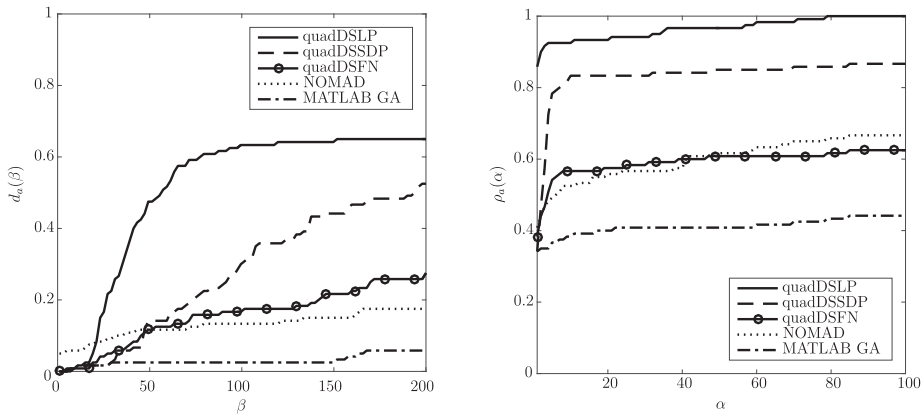 1
0.8
0.6
0.4
0.2
0
d_a(β)
0 50 100 150 200
β
quadDSLP
quadDSSDP
quadDSFN
NOMAD
MATLAB GA
1
0.8
0.6
0.4
0.2
0
ρ_a(α)
20 40 60 80 100
α
quadDSLP
quadDSSDP
quadDSFN
NOMAD
MATLAB GA